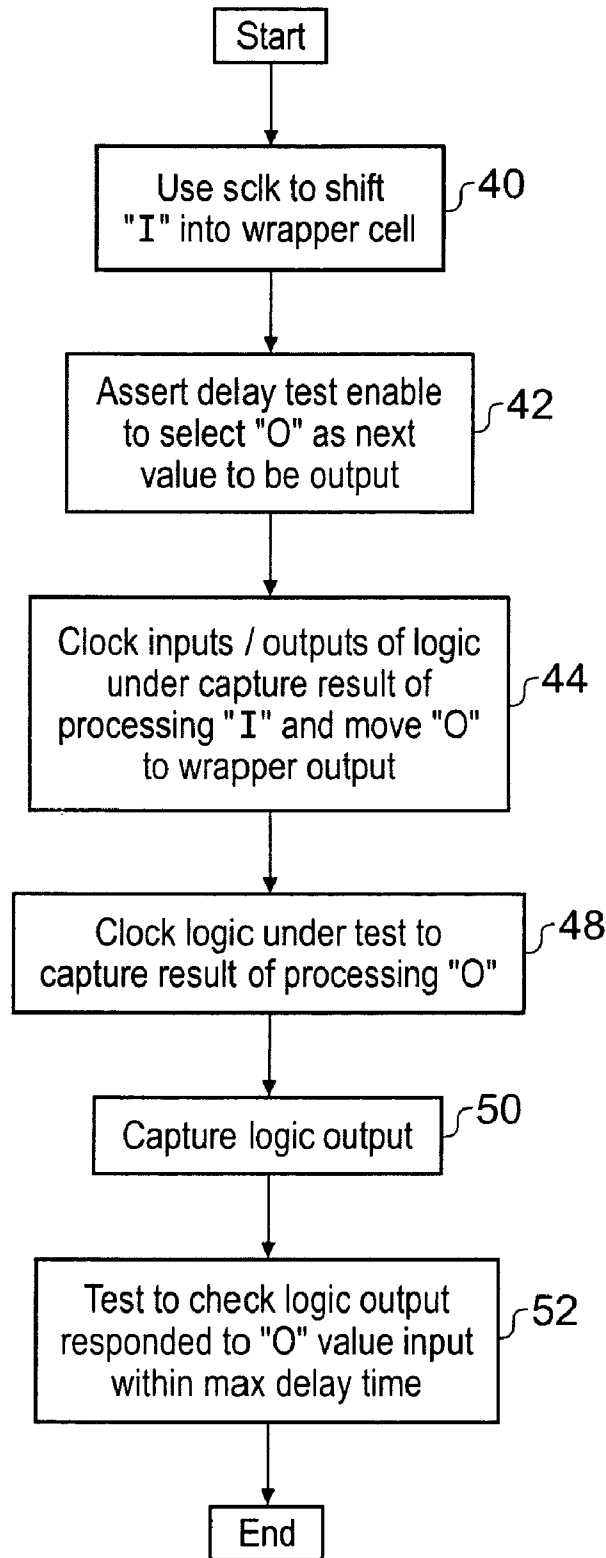 Start
Use sclk to shift
"I" into wrapper cell
40
Assert delay test enable
to select "O" as next
value to be output
42
Clock inputs / outputs of logic
under capture result of
processing "I" and move "O"
to wrapper output
44
Clock logic under test to
capture result of processing "O"
48
Capture logic output
50
Test to check logic output
responded to "O" value input
within max delay time
52
End